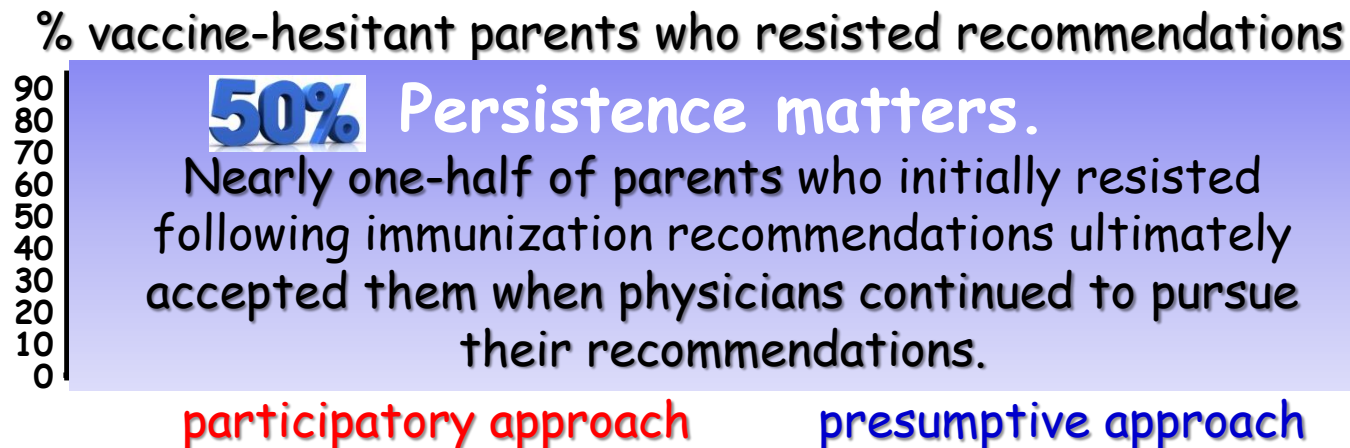 % vaccine-hesitant parents who resisted recommendations
90
80
70
60
50
40
30
20
10
0
50% Persistence matters.
Nearly one-half of parents who initially resisted
following immunization recommendations ultimately
accepted them when physicians continued to pursue
their recommendations.
participatory approach presumptive approach